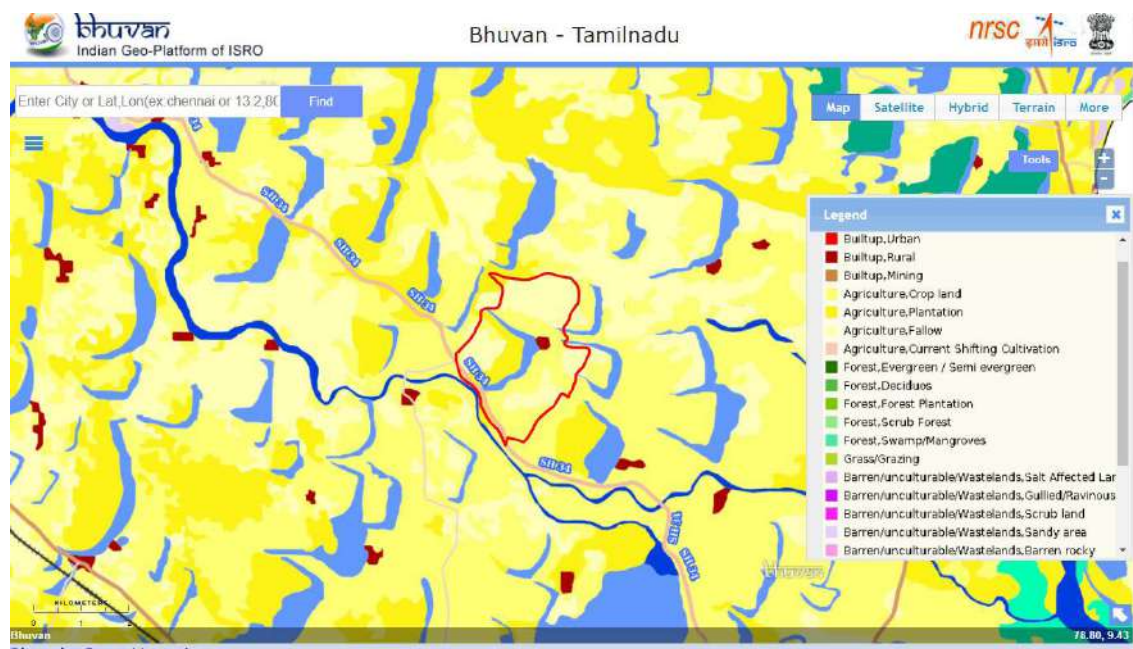 bhuvan
Indian Geo-Platform of ISRO
Bhuvan - Tamilnadu
nrsc
इसरो isro
Enter City or Lat,Lon(ex:chennai or 13.2,80
Find
Map
Satellite
Hybrid
Terrain
More
Tools
+
-
Legend
Builtup,Urban
Builtup,Rural
Builtup,Mining
Agriculture,Crop land
Agriculture,Plantation
Agriculture,Fallow
Agriculture,Current Shifting Cultivation
Forest,Evergreen / Semi evergreen
Forest,Deciduos
Forest,Forest Plantation
Forest,Scrub Forest
Forest,Swamp/Mangroves
Grass/Grazing
Barren/unculturable/Wastelands,Salt Affected Lar
Barren/unculturable/Wastelands,Gullied/Ravinous
Barren/unculturable/Wastelands,Scrub land
Barren/unculturable/Wastelands,Sandy area
Barren/unculturable/Wastelands,Barren rocky
SH34
SH34
SH34
SH34
SH34
SH34
SH34
SH34
bhuvan
KILOMETERS
0 1 2
Bhuvan
78.80, 9.43